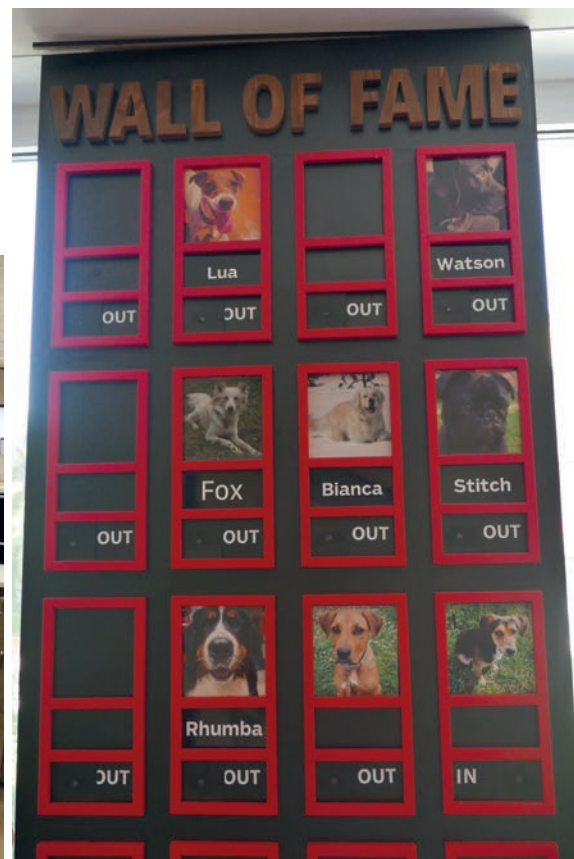 WALL OF FAME
Lua Watson
OUT OUT OUT OUT
Fox Bianca Stitch
OUT OUT OUT OUT
Rhumba
OUT OUT OUT IN